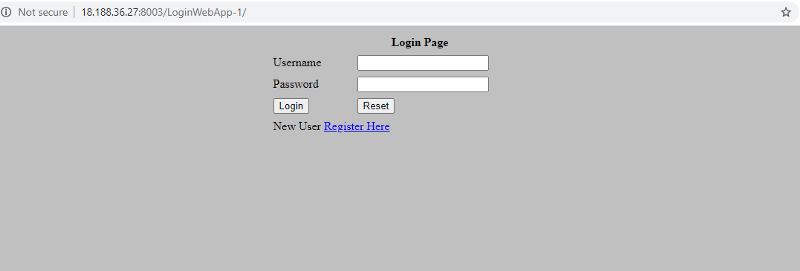 Not secure 18.188.36.27:8003/LoginWebApp-1/
Login Page
Username
Password
Login Reset
New User Register Here